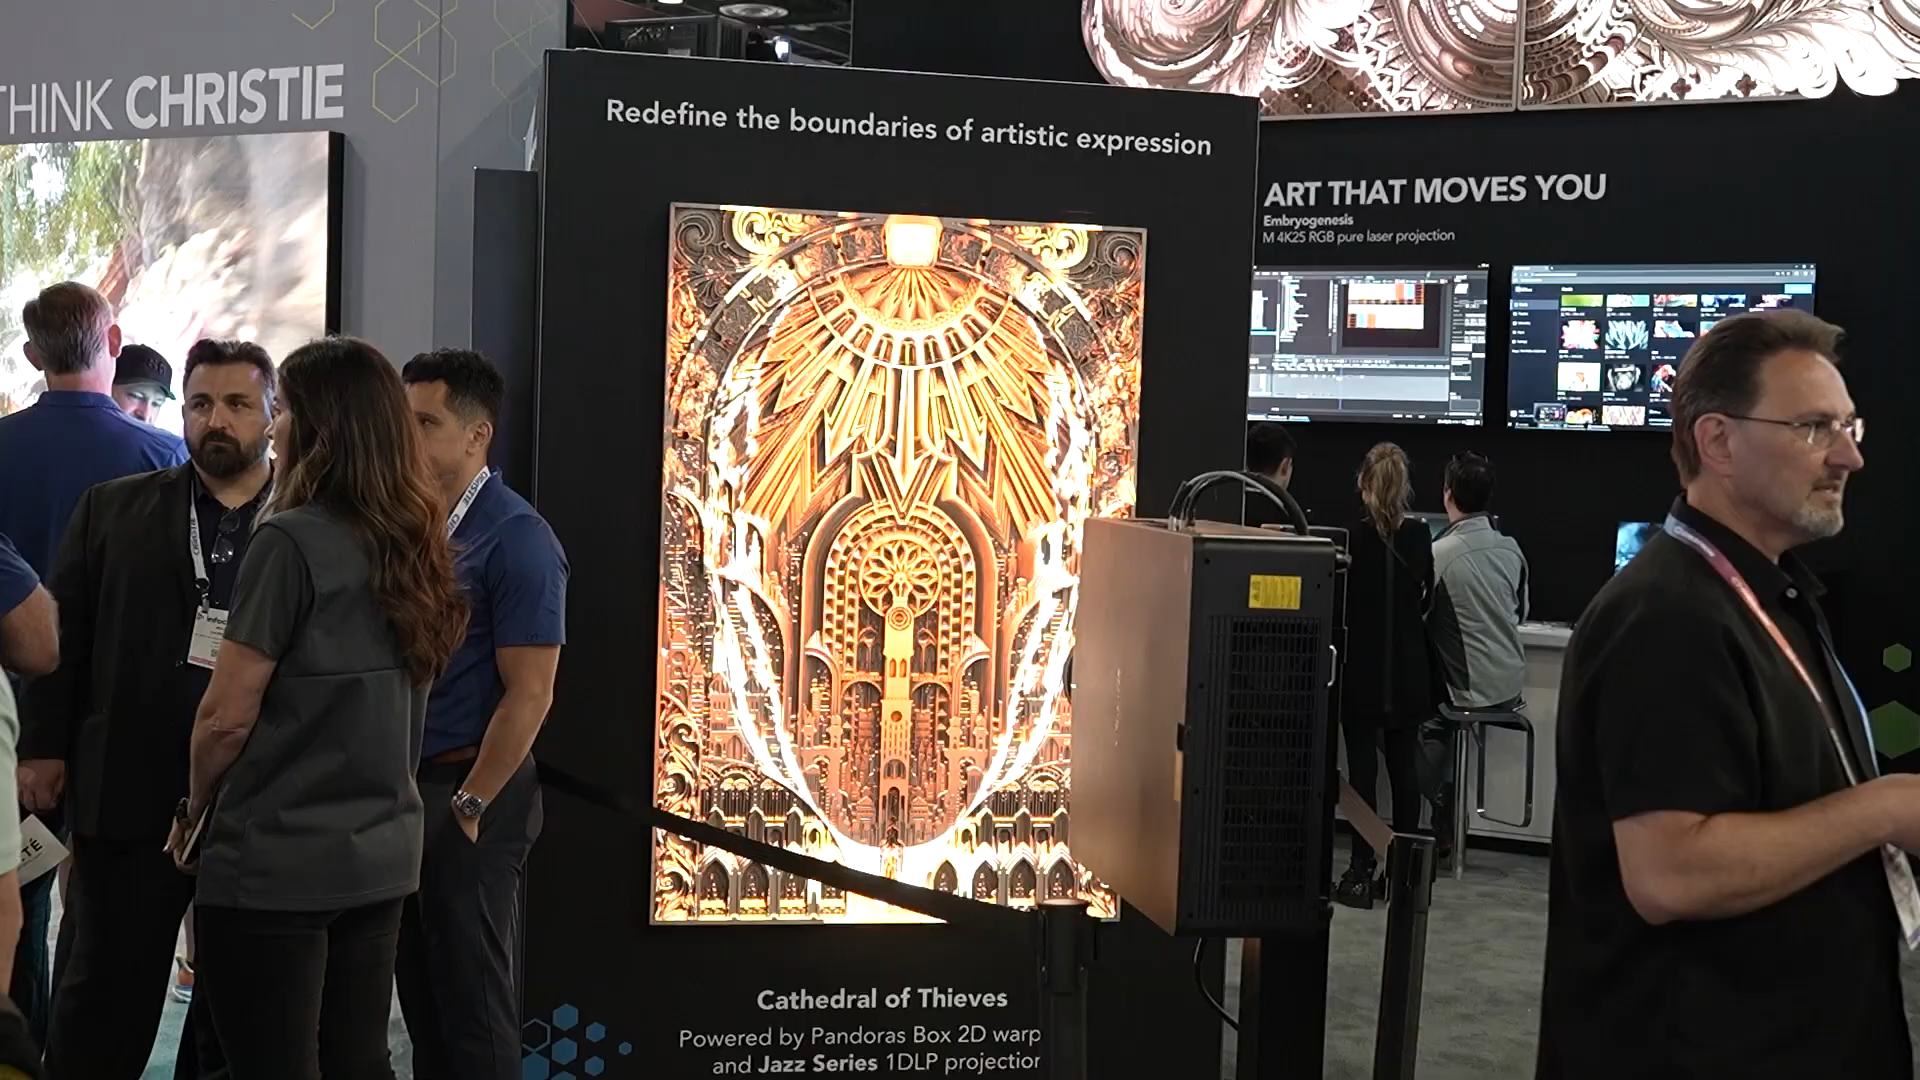 THINK CHRISTIE
Redefine the boundaries of artistic expression
ART THAT MOVES YOU
Embryogenesis
M 4K25 RGB pure laser projection
CHRISTIE
Cathedral of Thieves
Powered by Pandoras Box 2D warp
and Jazz Series 1DLP projection